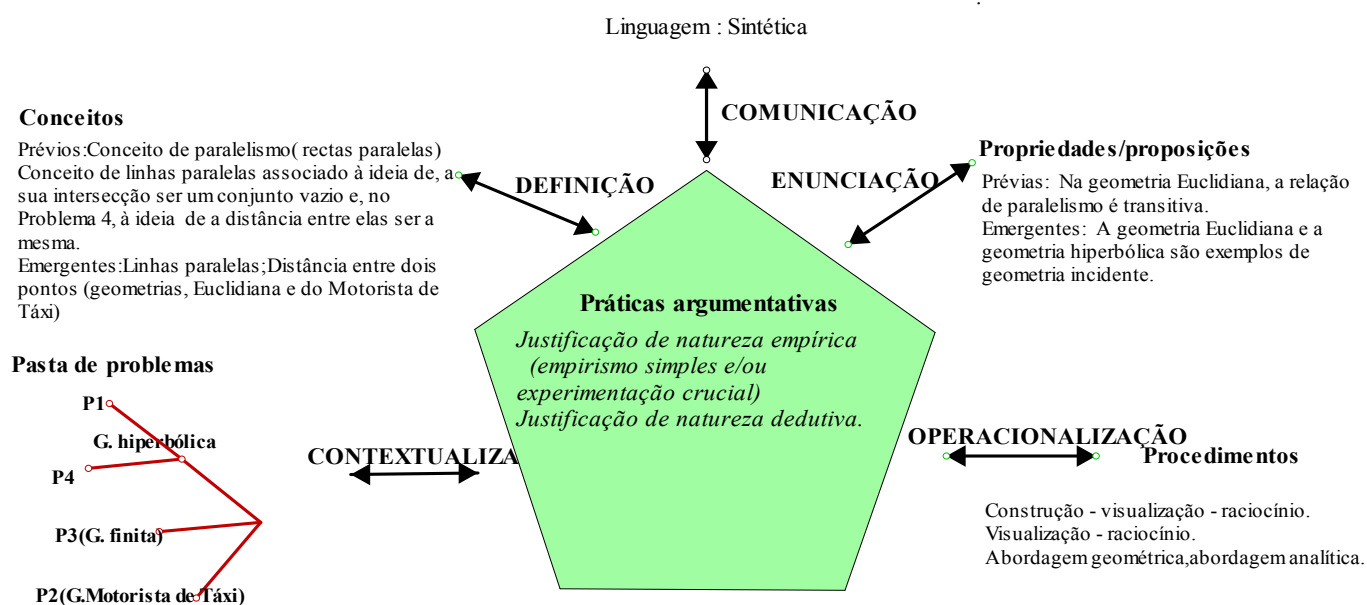 Linguagem : Sintética
COMUNICAÇÃO
Conceitos
Prévios:Conceito de paralelismo( rectas paralelas)
Conceito de linhas paralelas associado à ideia de, a
sua intersecção ser um conjunto vazio e, no
Problema 4, à ideia de a distância entre elas ser a
mesma.
Emergentes:Linhas paralelas;Distância entre dois
pontos (geometrias, Euclidiana e do Motorista de
Táxi)
DEFINIÇÃO
ENUNCIAÇÃO
Propriedades/proposições
Prévias: Na geometria Euclidiana, a relação
de paralelismo é transitiva.
Emergentes: A geometria Euclidiana e a
geometria hiperbólica são exemplos de
geometria incidente.
Práticas argumentativas
Justificação de natureza empírica
(empirismo simples e/ou
experimentação crucial)
Justificação de natureza dedutiva.
Pasta de problemas
P1
G. hiperbólica
P4
P3(G. finita)
P2(G.Motorista de Táxi)
CONTEXTUALIZA
OPERACIONALIZAÇÃO
Procedimentos
Construção - visualização - raciocínio.
Visualização - raciocínio.
Abordagem geométrica,abordagem analítica.